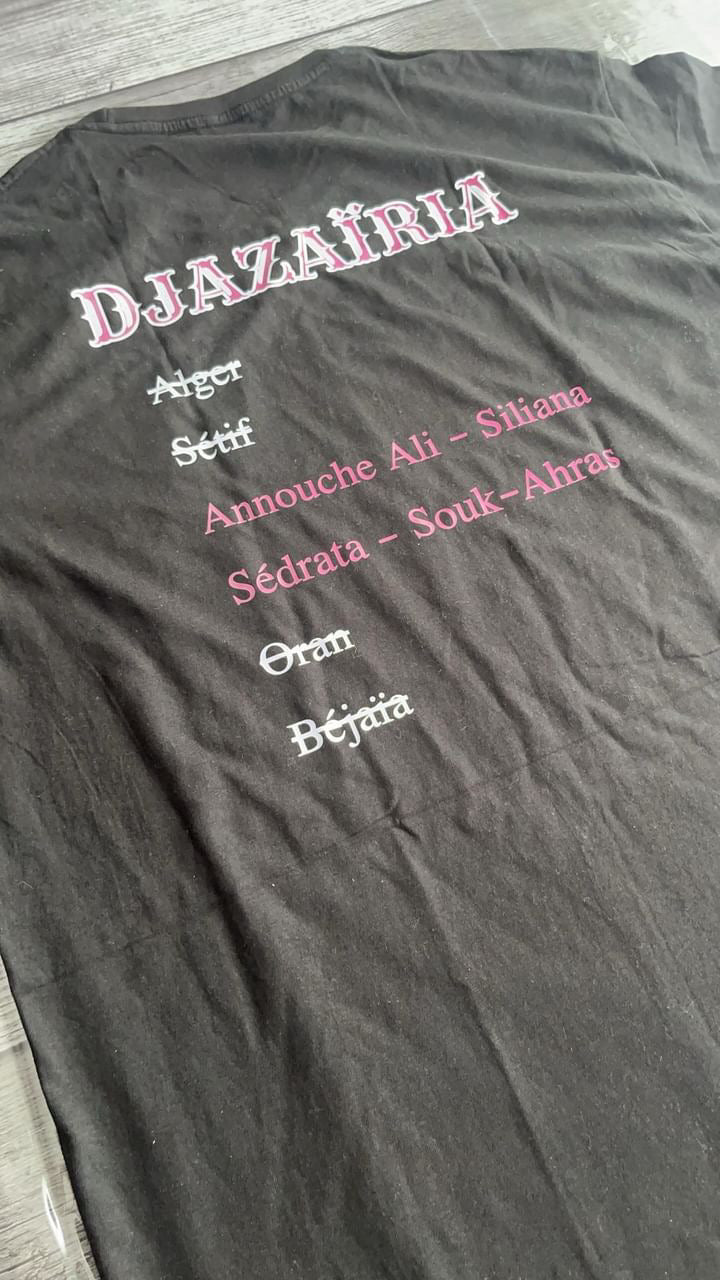 DJAZAÏRIA
Alger
Sétif
Annouche Ali - Siliana
Sédrata - Souk-Ahras
Oran
Béjaïa